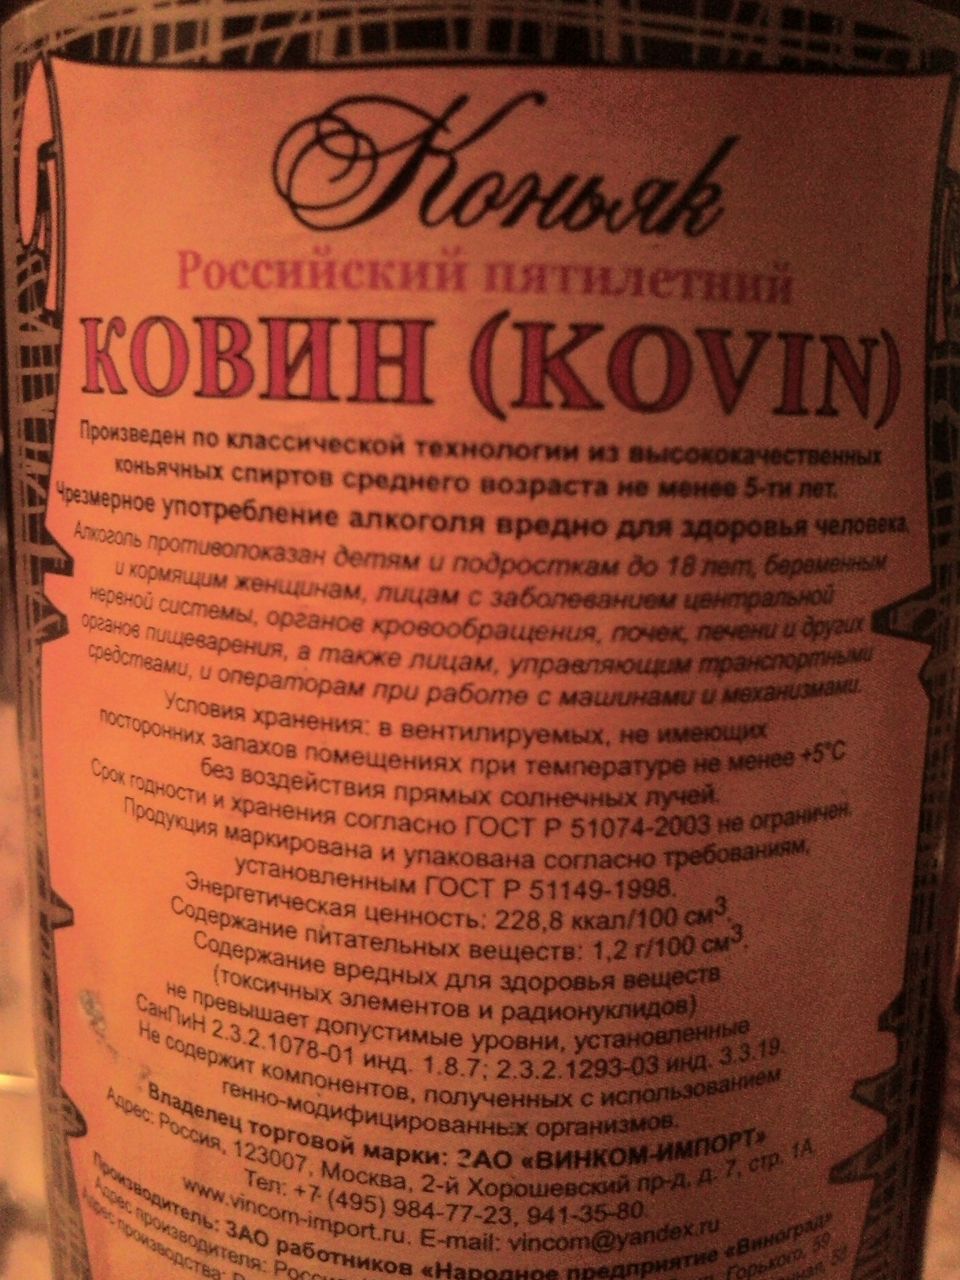 Коньяк
Российский пятилетний
КОВИН (KOVIN)
Произведен по классической технологии из высококачественных
коньячных спиртов среднего возраста не менее 5-ти лет.
Чрезмерное употребление алкоголя вредно для здоровья человека.
Алкоголь противопоказан детям и подросткам до 18 лет, беременным
и кормящим женщинам, лицам с заболеванием центральной
нервной системы, органов кровообращения, почек, печени и других
органов пищеварения, а также лицам, управляющим транспортными
средствами, и операторам при работе с машинами и механизмами.
Условия хранения: в вентилируемых, не имеющих
посторонних запахов помещениях при температуре не менее +5°С
без воздействия прямых солнечных лучей.
Срок годности и хранения согласно ГОСТ Р 51074-2003 не ограничен.
Продукция маркирована и упакована согласно требованиям,
установленным ГОСТ Р 51149-1998.
Энергетическая ценность: 228,8 ккал/100 см³.
Содержание питательных веществ: 1,2 г/100 см³.
Содержание вредных для здоровья веществ
(токсичных элементов и радионуклидов)
не превышает допустимые уровни, установленные
СанПиН 2.3.2.1078-01 инд. 1.8.7; 2.3.2.1293-03 инд. 3.3.19.
Не содержит компонентов, полученных с использованием
генно-модифицированных организмов.
Владелец торговой марки: ЗАО «ВИНКОМ-ИМПОРТ»
Адрес: Россия, 123007, Москва, 2-й Хорошевский пр-д, д. 7, стр. 1А
Тел: +7 (495) 984-77-23, 941-35-80.
www.vincom-import.ru. E-mail: vincom@yandex.ru
Производитель: ЗАО работников «Народное предприятие «Виноград»
Адрес производителя: Горького, 59
Адрес производства: